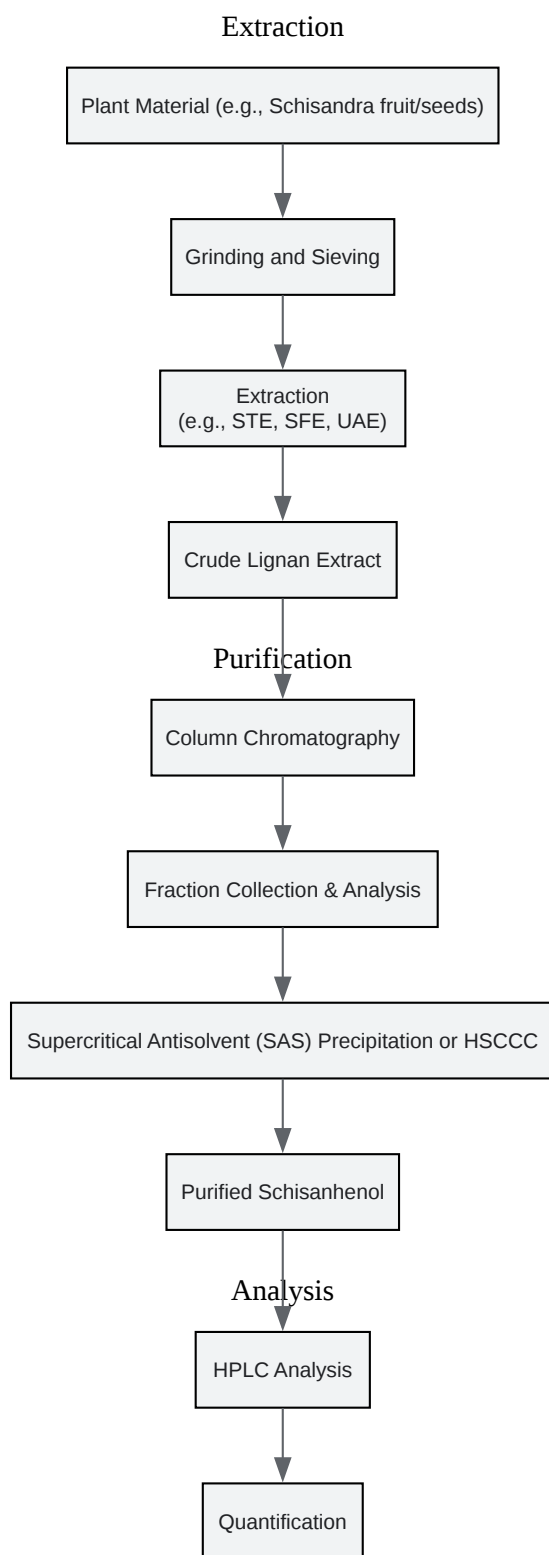 Extraction
Plant Material (e.g., Schisandra fruit/seeds)
Grinding and Sieving
Extraction
(e.g., STE, SFE, UAE)
Crude Lignan Extract
Purification
Column Chromatography
Fraction Collection & Analysis
Supercritical Antisolvent (SAS) Precipitation or HSCCC
Purified Schisanhenol
Analysis
HPLC Analysis
Quantification